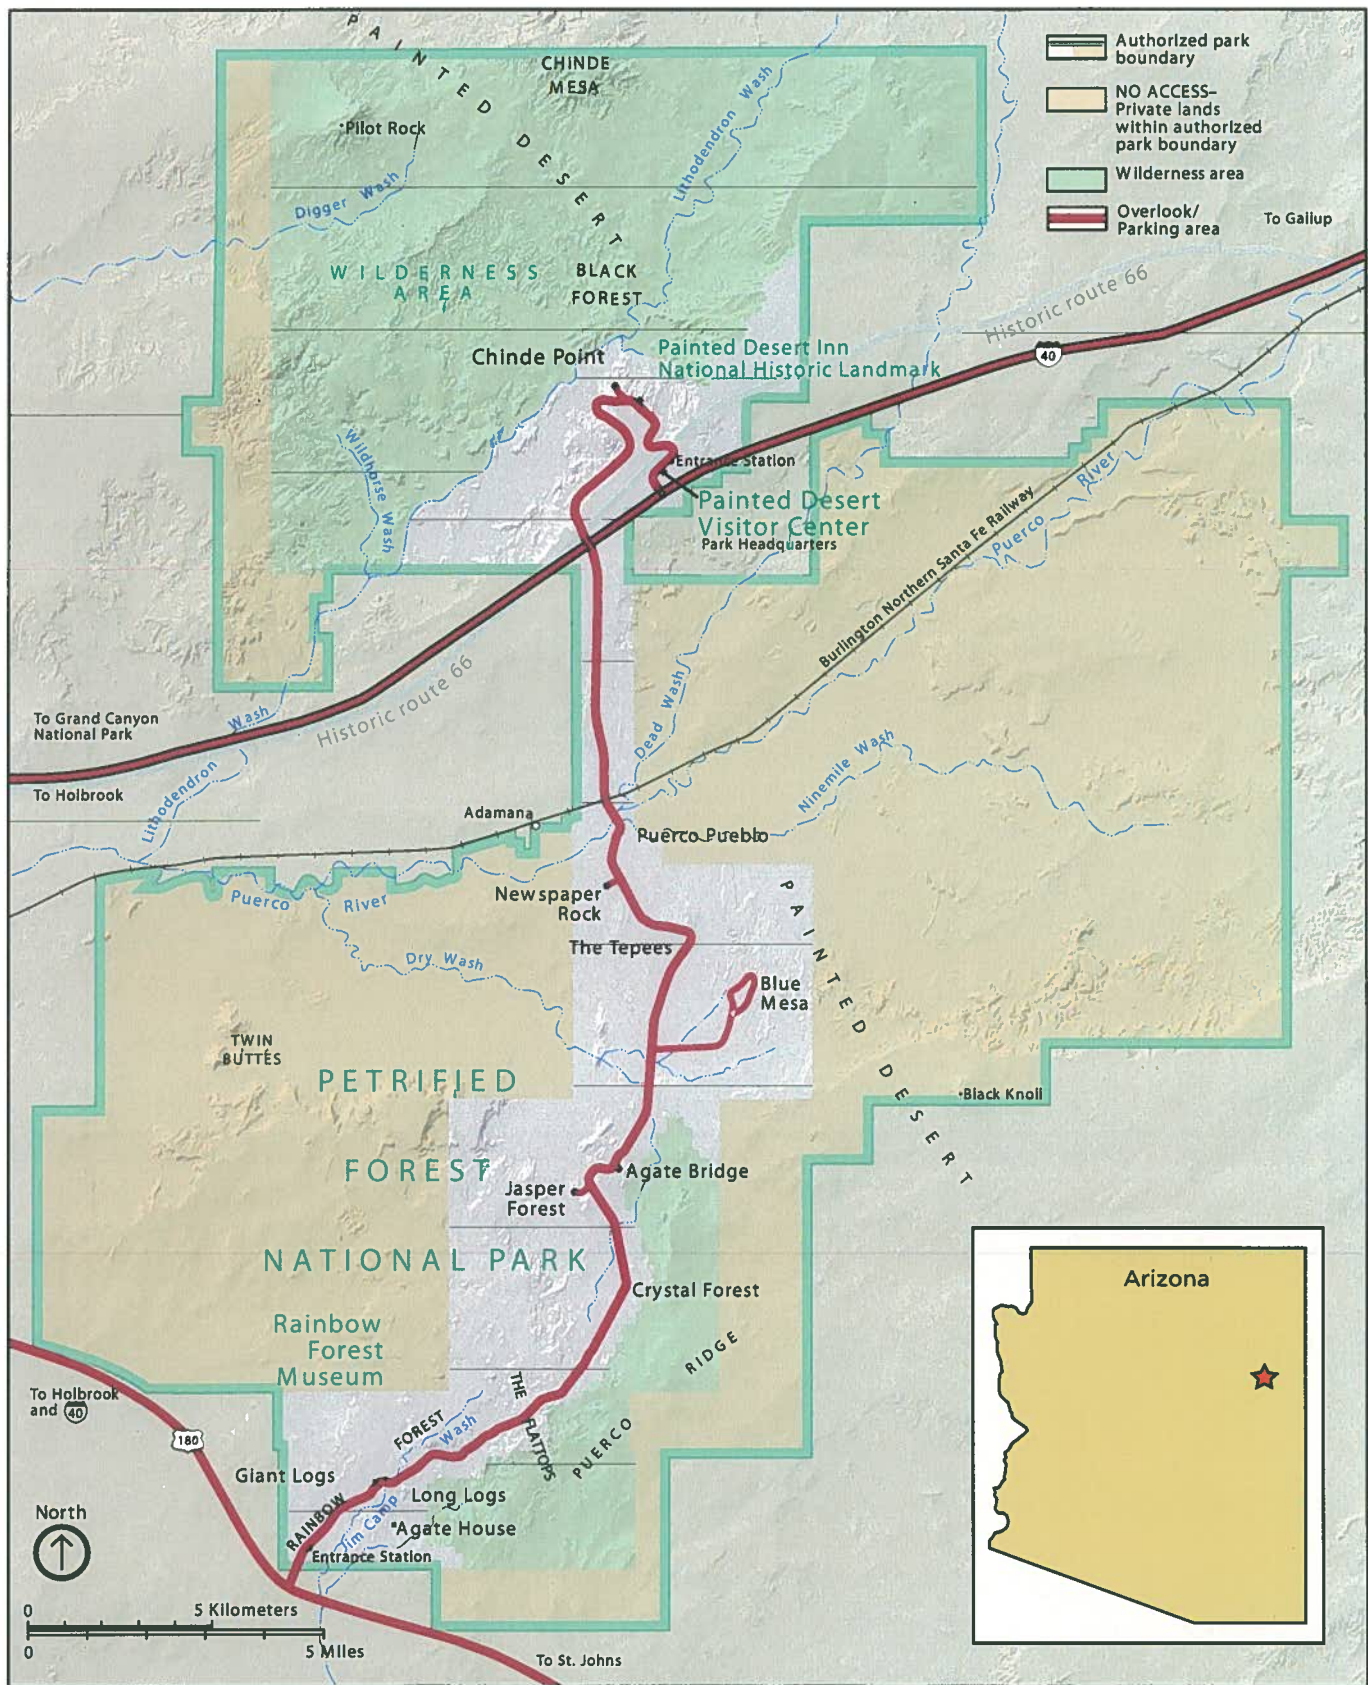 PAINTED DESERT
CHINDE
MESA
Authorized park
boundary
NO ACCESS–
Private lands
within authorized
park boundary
Wilderness area
Overlook/
Parking area
To Gallup
Pilot Rock
Lithodendron Wash
Digger Wash
WILDERNESS
AREA
BLACK
FOREST
Historic route 66
Chinde Point
Painted Desert Inn
National Historic Landmark
40
Wildhorse Wash
Entrance Station
Painted Desert
Visitor Center
Park Headquarters
Puerco River
Burlington Northern Santa Fe Railway
Historic route 66
Dead Wash
To Grand Canyon
National Park
Lithodendron Wash
To Holbrook
Ninemile Wash
Adamana
Puerco Pueblo
Newspaper
Rock
Puerco River
PAINTED DESERT
The Tepees
Dry Wash
Blue
Mesa
TWIN
BUTTES
PETRIFIED
Black Knoll
FOREST
Agate Bridge
Jasper
Forest
NATIONAL PARK
Crystal Forest
Arizona
Rainbow
Forest
Museum
PUERCO RIDGE
THE FLATTOPS
To Holbrook
and 40
180
RAINBOW FOREST
Giant Logs
Long Logs
Jim Camp Wash
Agate House
North
Entrance Station
0 5 Kilometers
0 5 Miles
To St. Johns